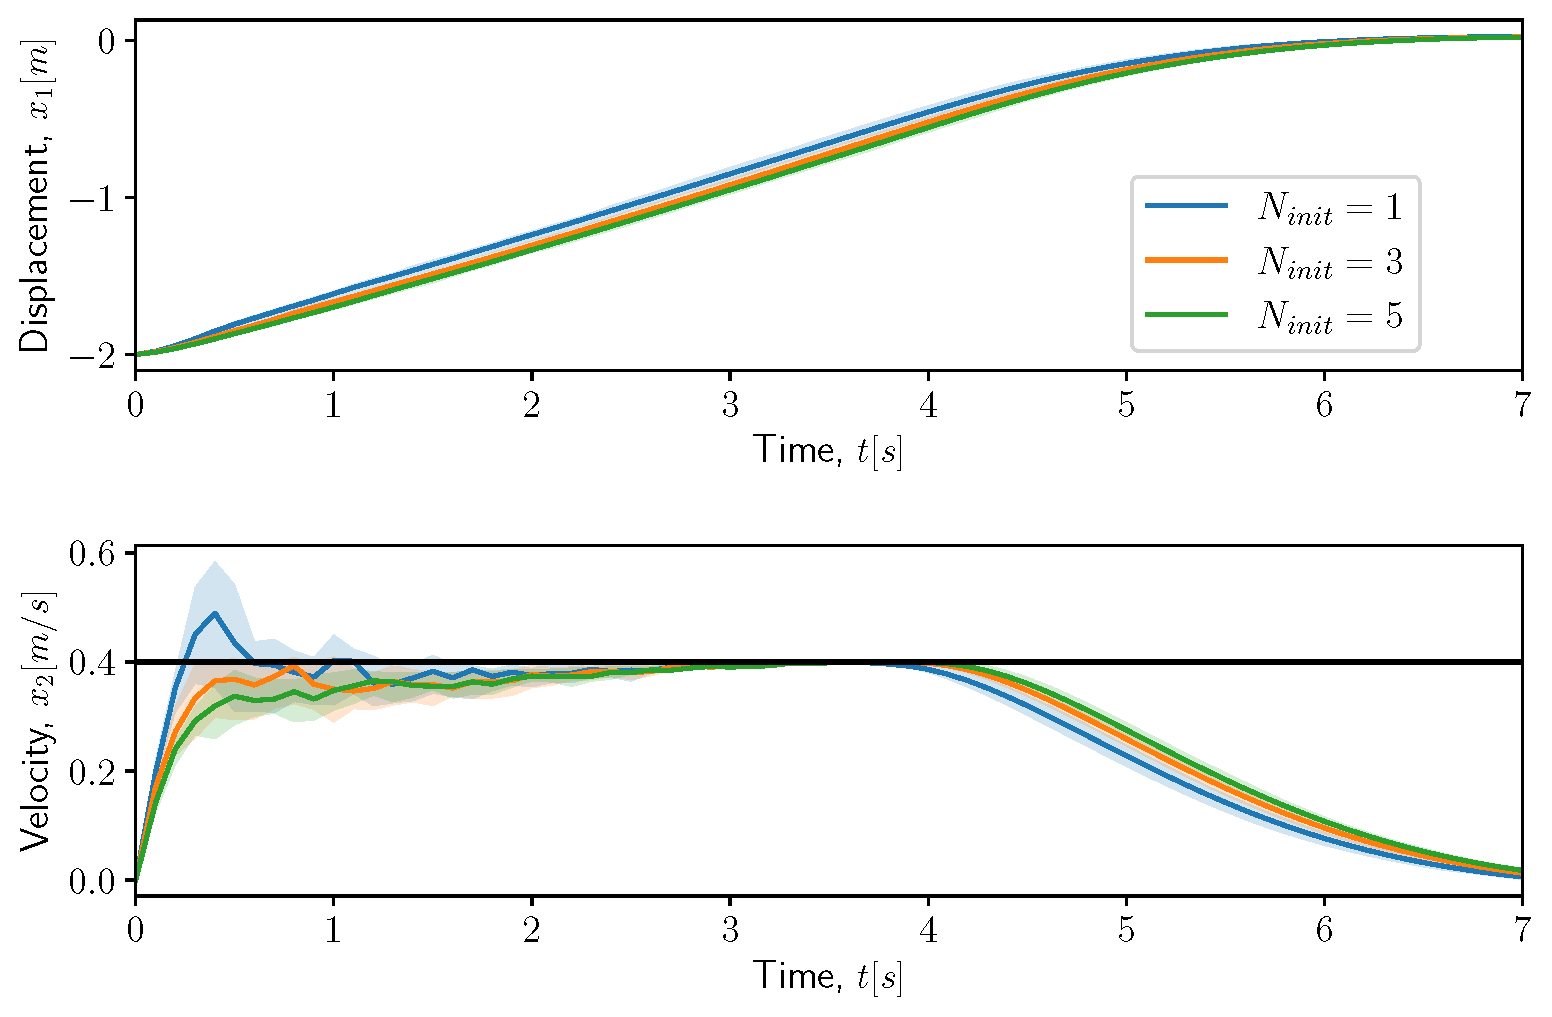 0
−1
−2
Displacement, x₁[m]
N_init = 1
N_init = 3
N_init = 5
0 1 2 3 4 5 6 7
Time, t[s]
0.6
0.4
0.2
0.0
Velocity, x₂[m/s]
0 1 2 3 4 5 6 7
Time, t[s]